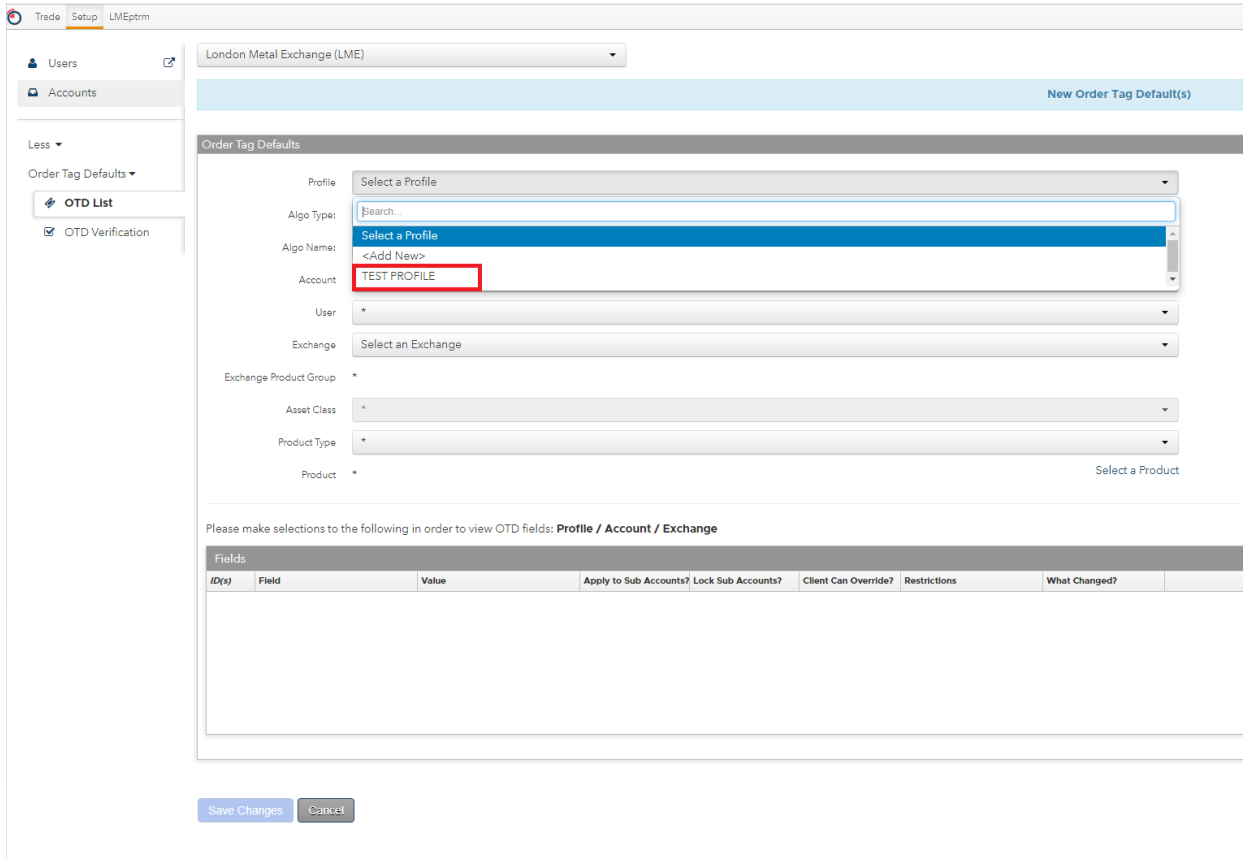 Trade Setup LMEptrm
London Metal Exchange (LME)
Users
Accounts
New Order Tag Default(s)
Less
Order Tag Defaults
OTD List
OTD Verification
Order Tag Defaults
Profile Select a Profile
Search...
Algo Type:
Select a Profile
Algo Name:
<Add New>
TEST PROFILE
Account
User *
Exchange Select an Exchange
Exchange Product Group *
Asset Class *
Product Type *
Product * Select a Product
Please make selections to the following in order to view OTD fields: Profile / Account / Exchange
Fields
ID(s) Field Value Apply to Sub Accounts? Lock Sub Accounts? Client Can Override? Restrictions What Changed?
Save Changes Cancel